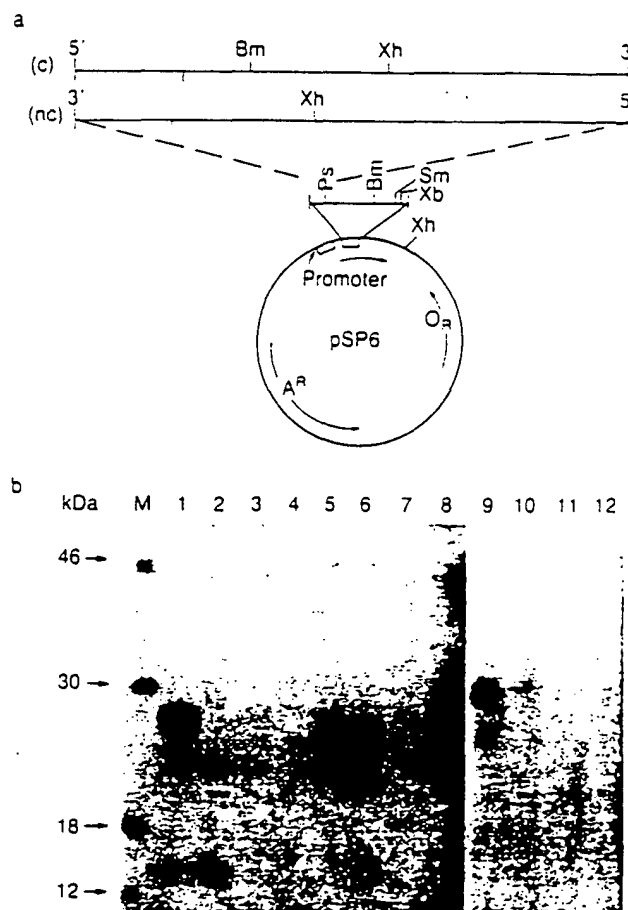 a
5' Bm Xh 3'
(c)
3' Xh 5'
(nc)
Ps Bm Sm
Xb
Xh
Promoter
pSP6
O_R
A^R
b
kDa M 1 2 3 4 5 6 7 8 9 10 11 12
46
30
18
12